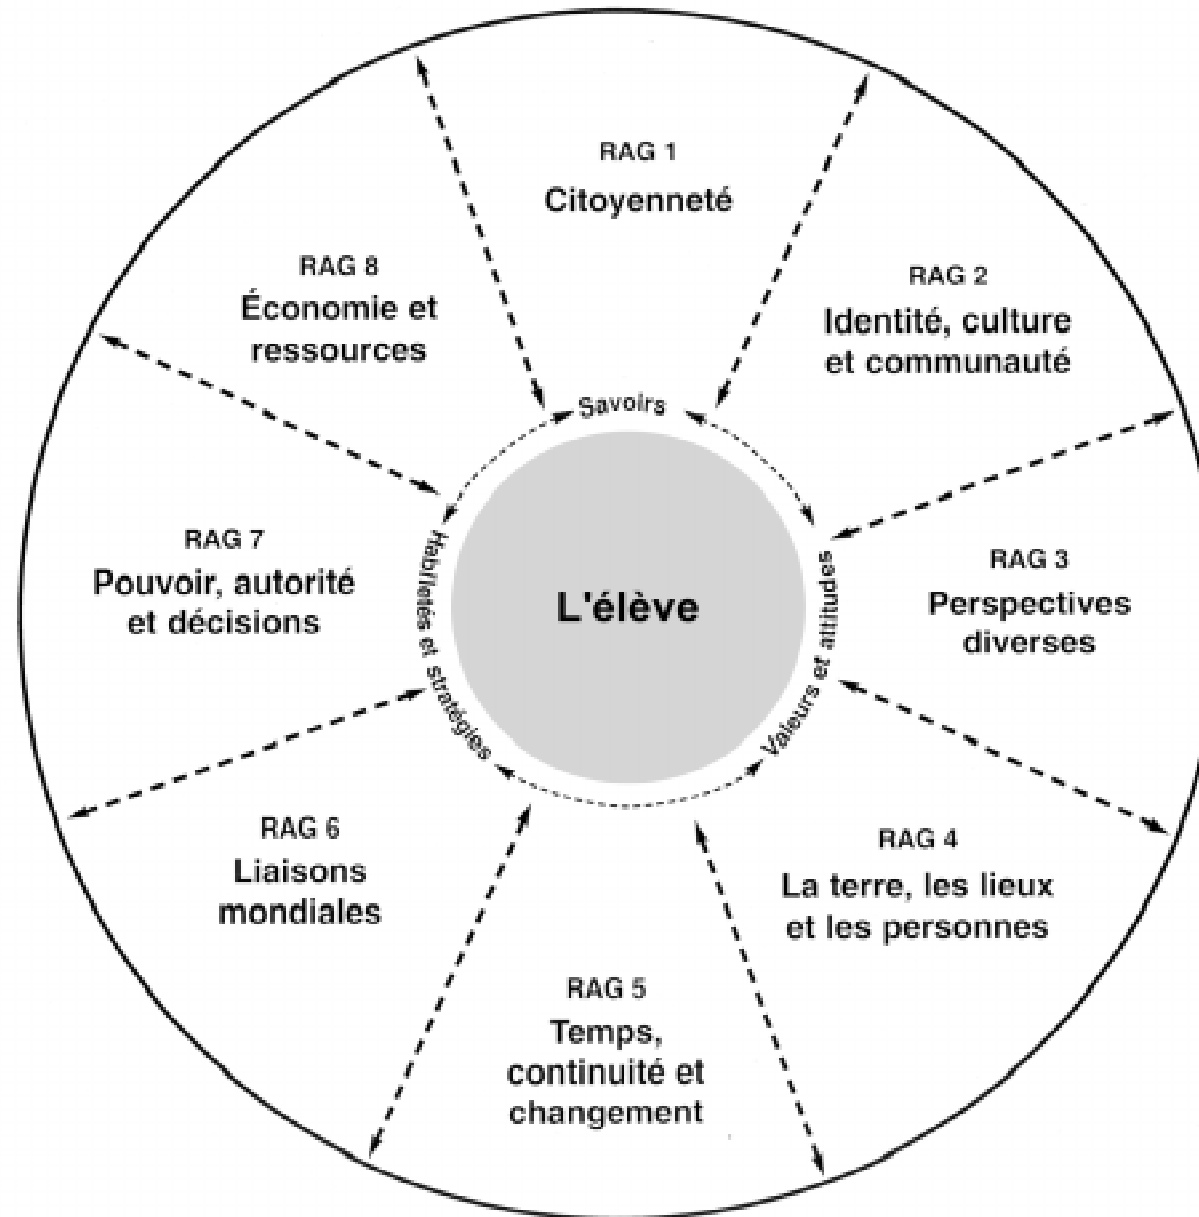 RAG 1
Citoyenneté
RAG 2
Identité, culture
et communauté
RAG 3
Perspectives
diverses
RAG 4
La terre, les lieux
et les personnes
RAG 5
Temps,
continuité et
changement
RAG 6
Liaisons
mondiales
RAG 7
Pouvoir, autorité
et décisions
RAG 8
Économie et
ressources
Savoirs
Valeurs et attitudes
Habiletés et stratégies
L'élève